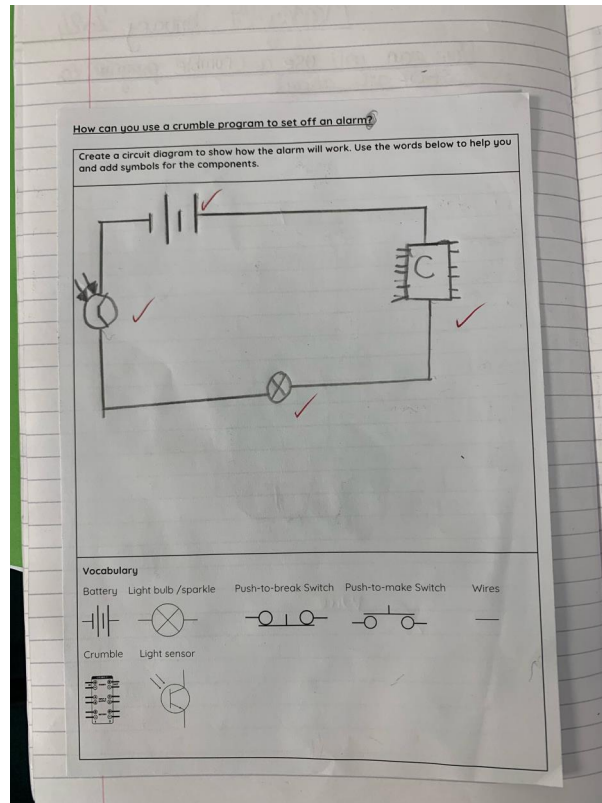 How can you use a crumble program to set off an alarm?
Create a circuit diagram to show how the alarm will work. Use the words below to help you
and add symbols for the components.
C
Vocabulary
Battery Light bulb /sparkle Push-to-break Switch Push-to-make Switch Wires
Crumble Light sensor